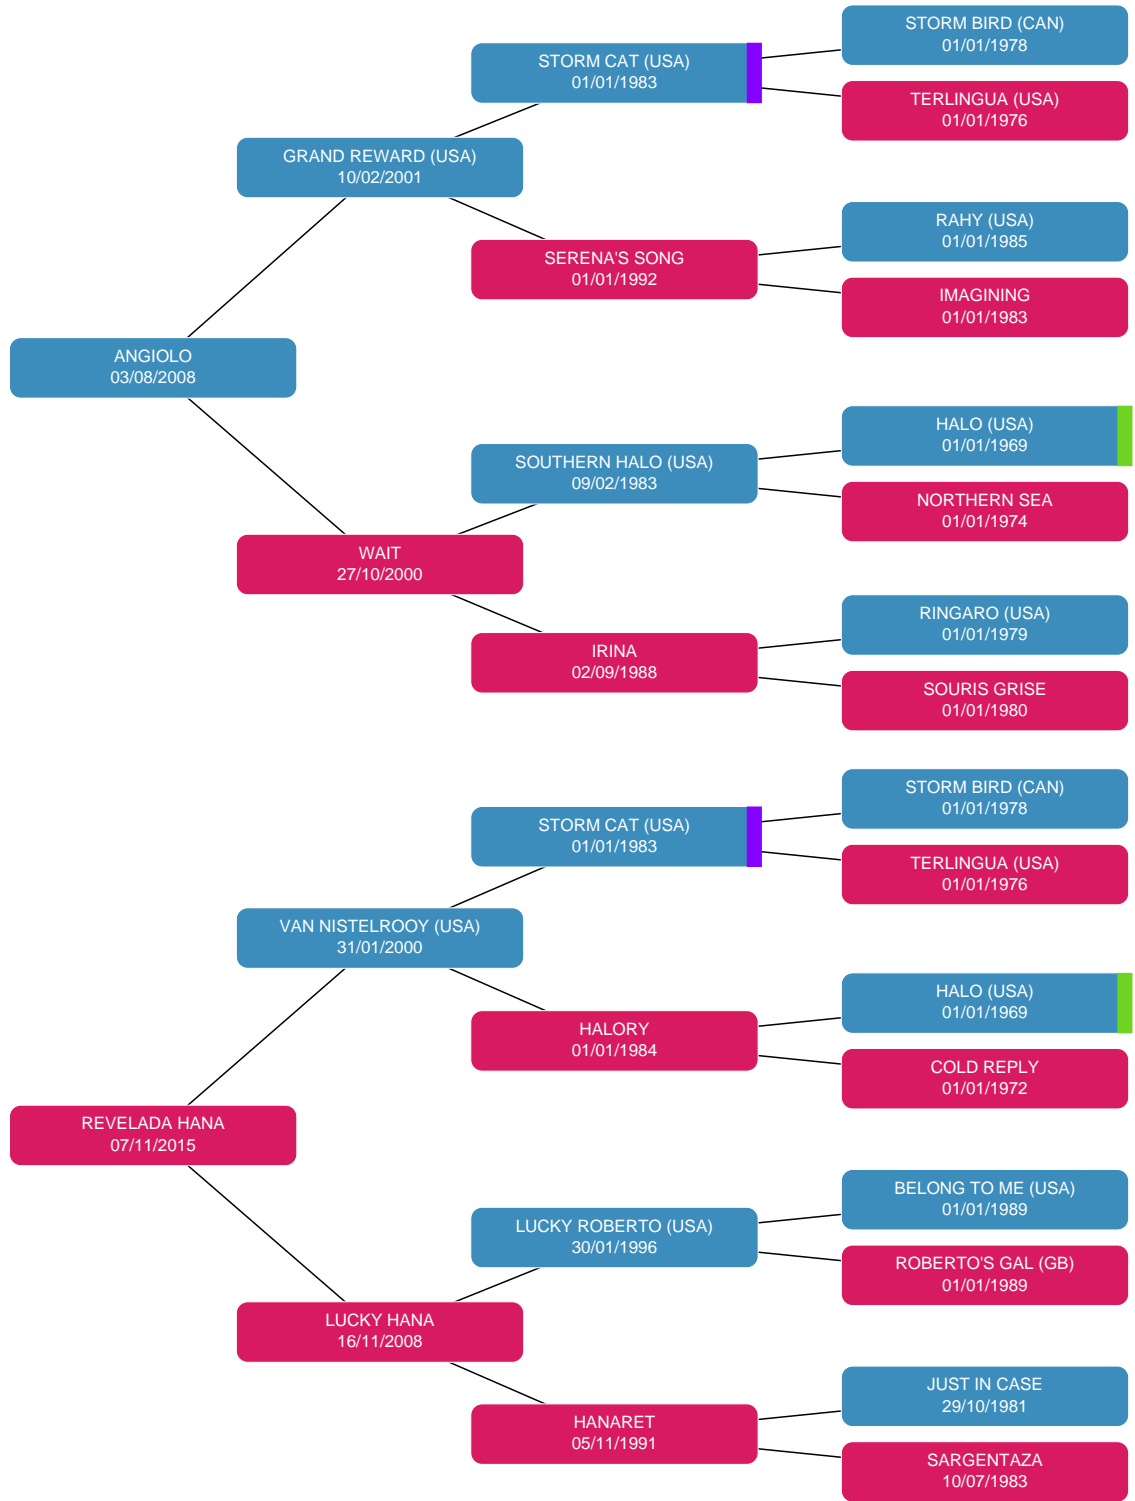 STORM BIRD (CAN)
01/01/1978
STORM CAT (USA)
01/01/1983
TERLINGUA (USA)
01/01/1976
GRAND REWARD (USA)
10/02/2001
RAHY (USA)
01/01/1985
SERENA'S SONG
01/01/1992
IMAGINING
01/01/1983
ANGIOLO
03/08/2008
HALO (USA)
01/01/1969
SOUTHERN HALO (USA)
09/02/1983
NORTHERN SEA
01/01/1974
WAIT
27/10/2000
RINGARO (USA)
01/01/1979
IRINA
02/09/1988
SOURIS GRISE
01/01/1980
STORM BIRD (CAN)
01/01/1978
STORM CAT (USA)
01/01/1983
TERLINGUA (USA)
01/01/1976
VAN NISTELROOY (USA)
31/01/2000
HALO (USA)
01/01/1969
HALORY
01/01/1984
COLD REPLY
01/01/1972
REVELADA HANA
07/11/2015
BELONG TO ME (USA)
01/01/1989
LUCKY ROBERTO (USA)
30/01/1996
ROBERTO'S GAL (GB)
01/01/1989
LUCKY HANA
16/11/2008
JUST IN CASE
29/10/1981
HANARET
05/11/1991
SARGENTAZA
10/07/1983